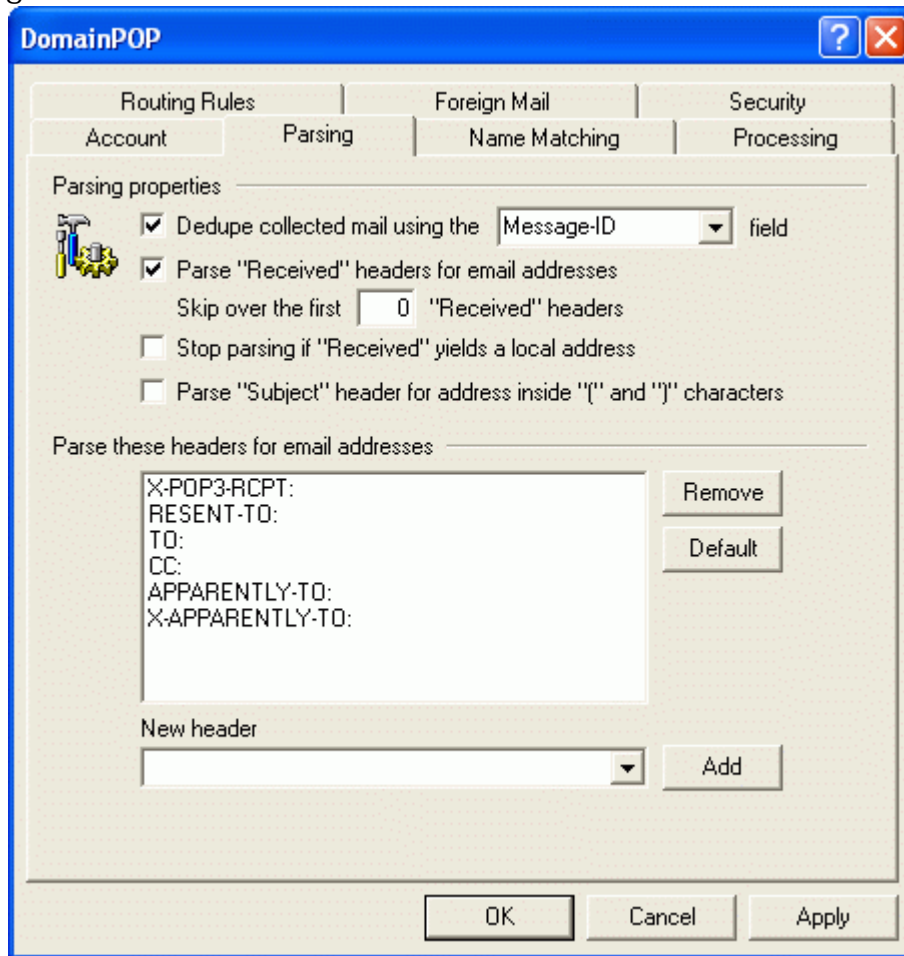 DomainPOP
Routing Rules Foreign Mail Security
Account Parsing Name Matching Processing
Parsing properties
Dedupe collected mail using the Message-ID field
Parse "Received" headers for email addresses
Skip over the first 0 "Received" headers
Stop parsing if "Received" yields a local address
Parse "Subject" header for address inside "(" and ")" characters
Parse these headers for email addresses
X-POP3-RCPT: Remove
RESENT-TO:
TO: Default
CC:
APPARENTLY-TO:
X-APPARENTLY-TO:
New header
Add
OK Cancel Apply